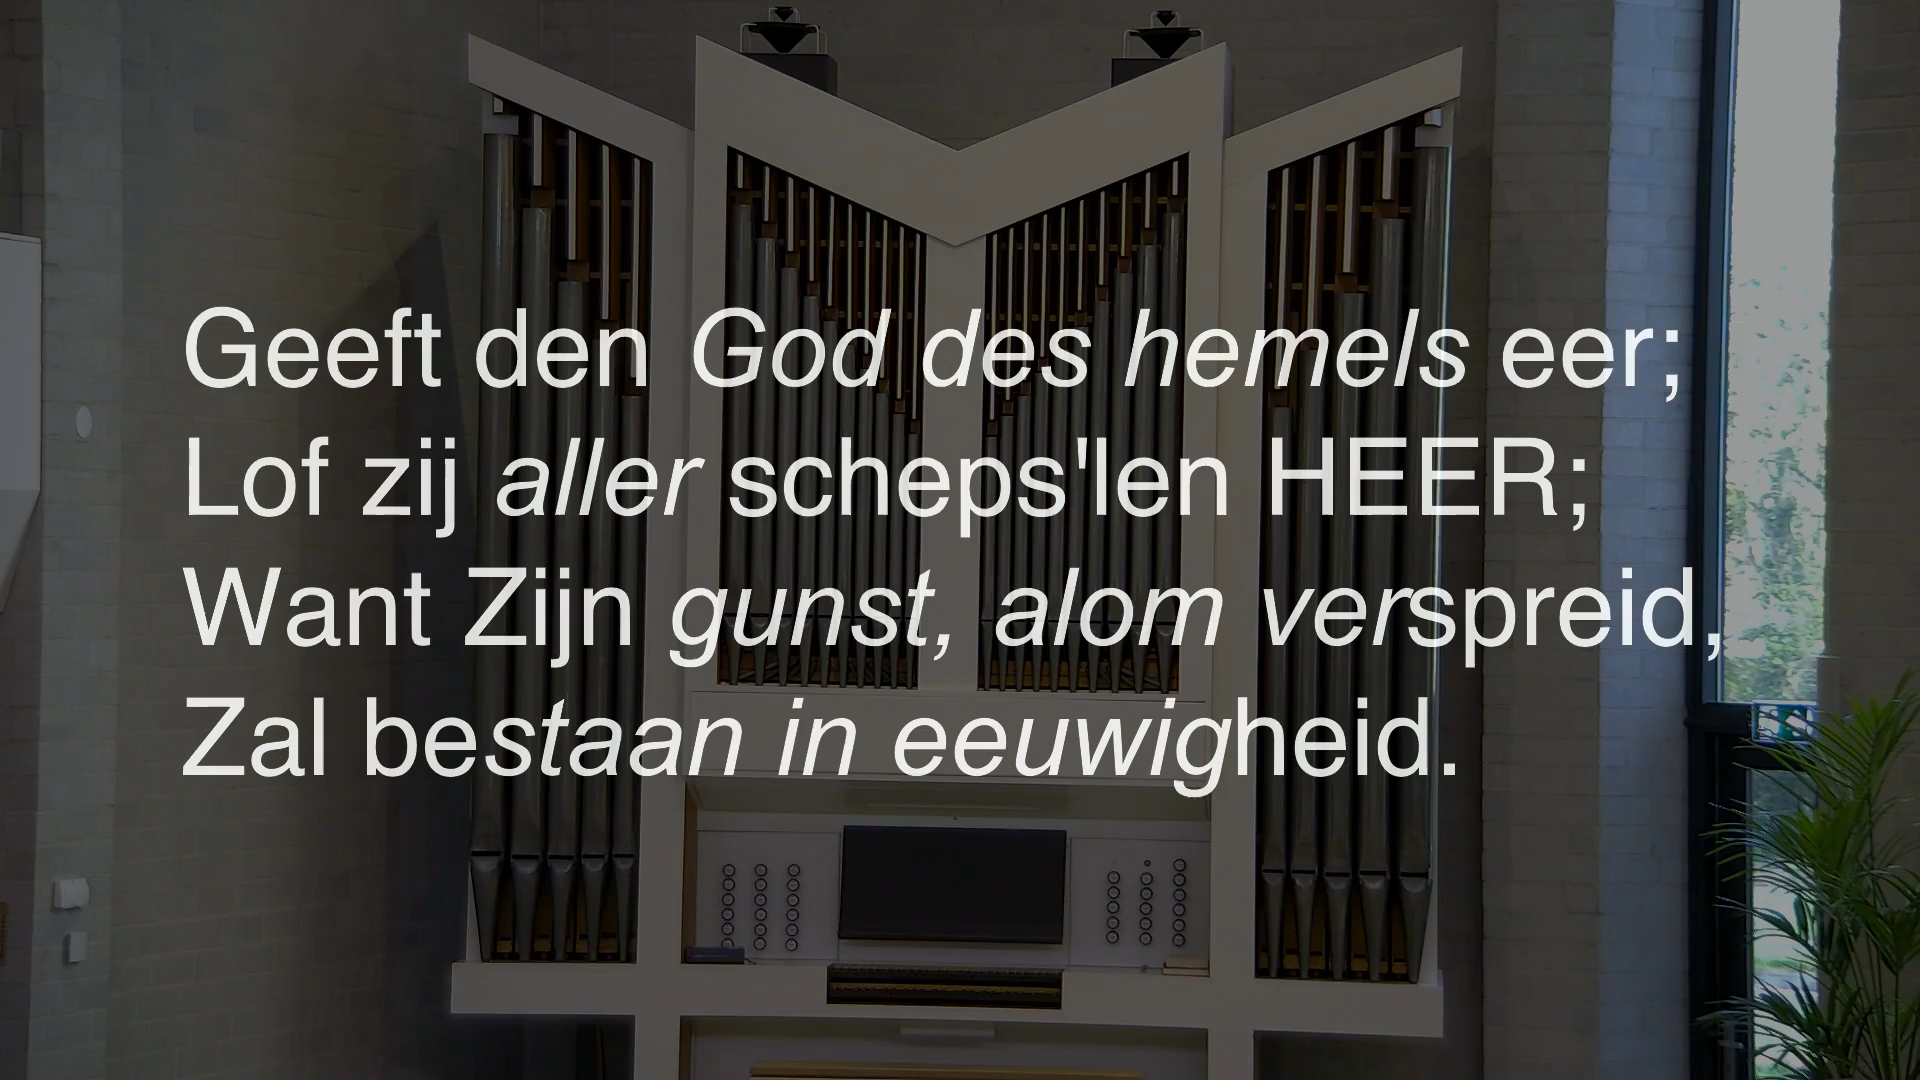 Geeft den God des hemels eer;
Lof zij aller scheps'len HEER;
Want Zijn gunst, alom verspreid,
Zal bestaan in eeuwigheid.